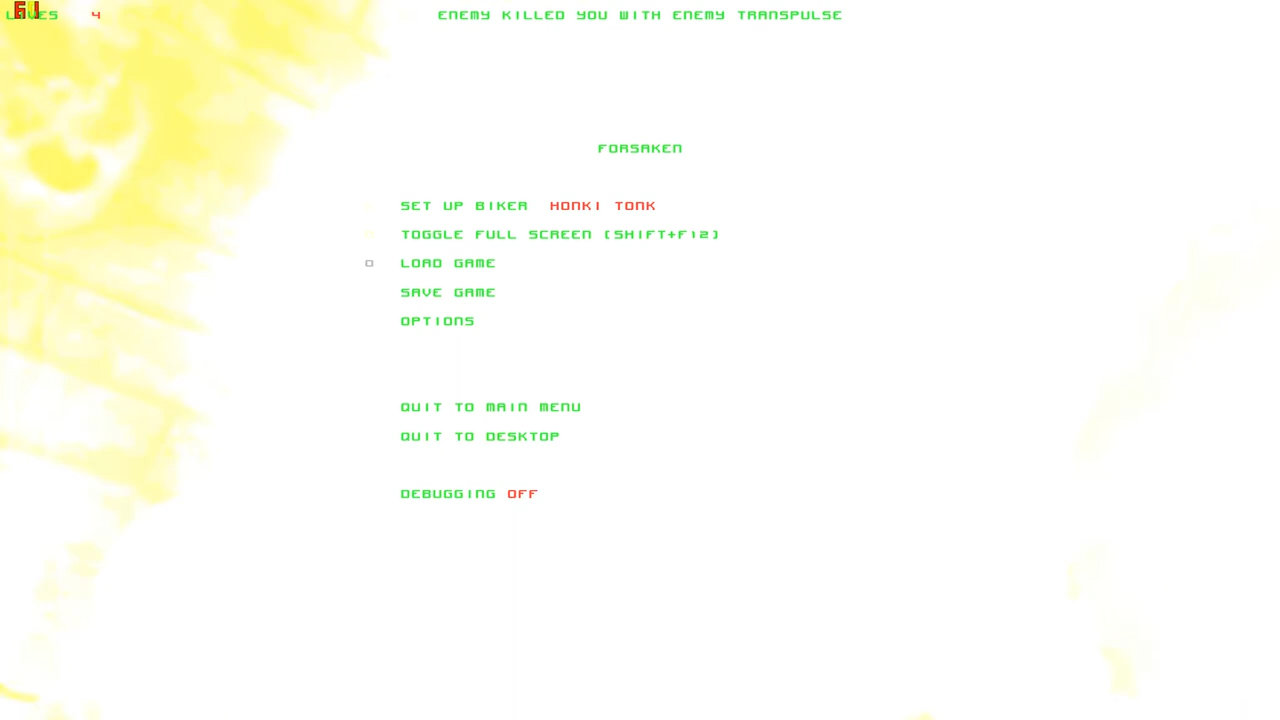 LIVES 4
61
ENEMY KILLED YOU WITH ENEMY TRANSPULSE
FORSAKEN
SET UP BIKER HONKI TONK
TOGGLE FULL SCREEN [SHIFT+F12]
LOAD GAME
SAVE GAME
OPTIONS
QUIT TO MAIN MENU
QUIT TO DESKTOP
DEBUGGING OFF